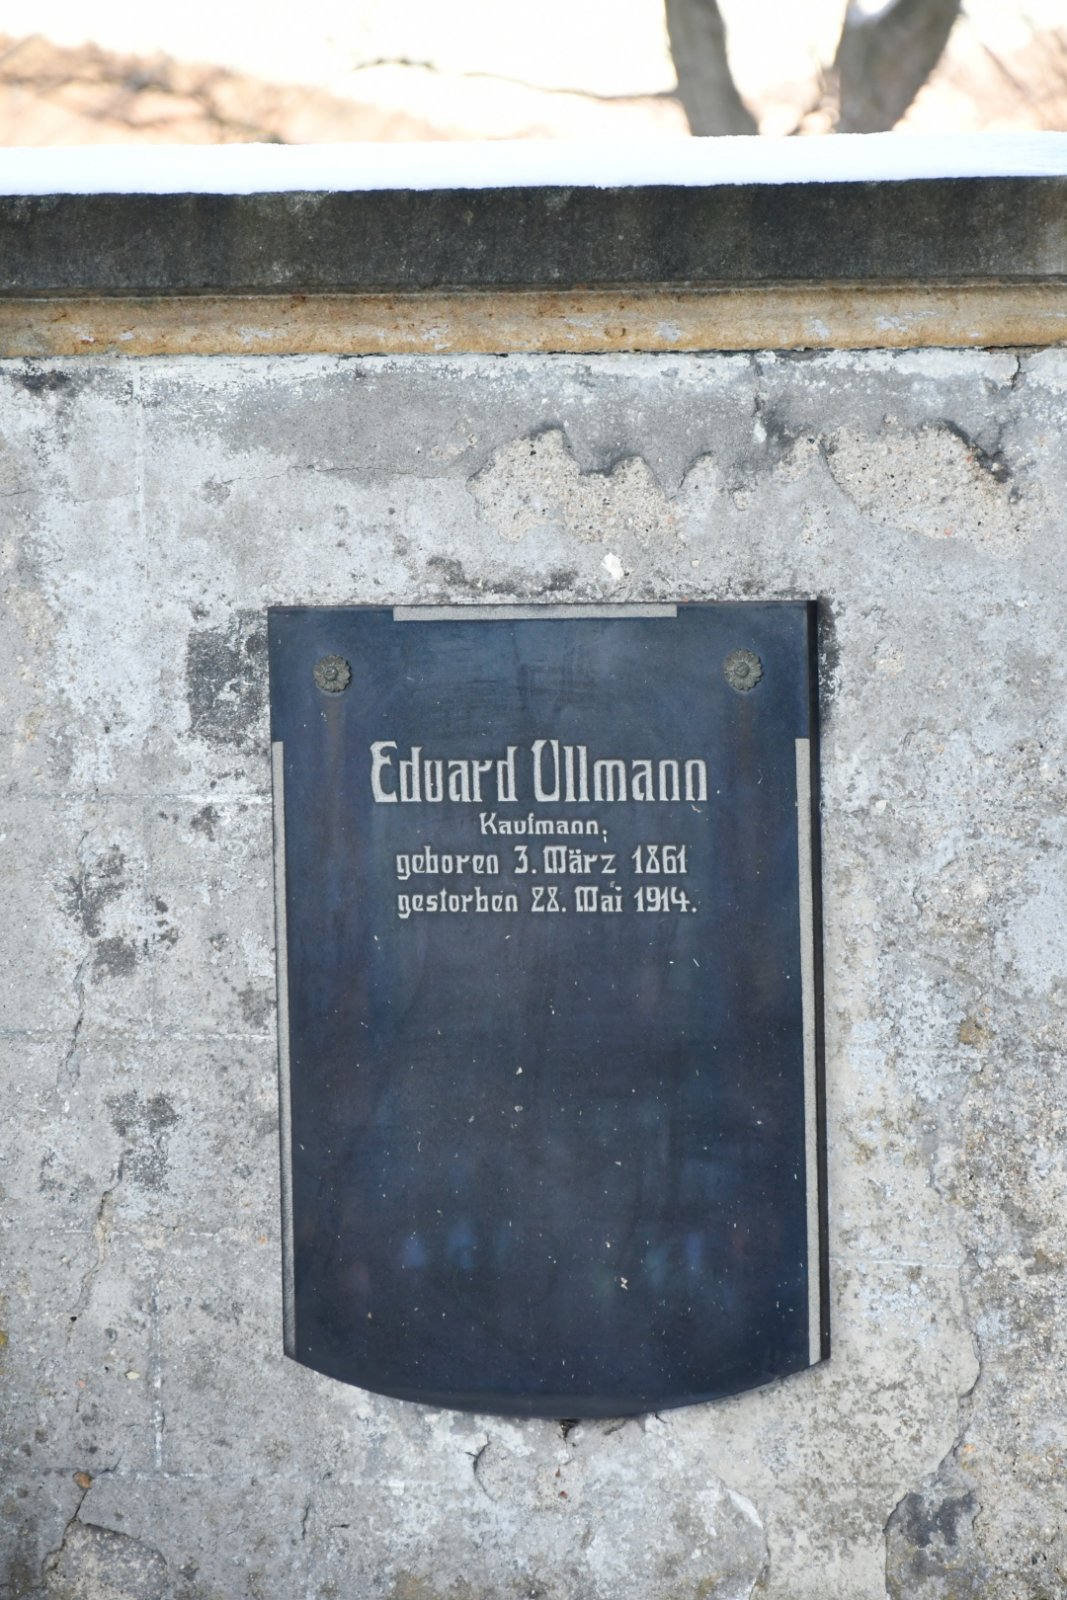 Eduard Ullmann
Kaufmann,
geboren 3. März 1861
gestorben 28. Mai 1914.